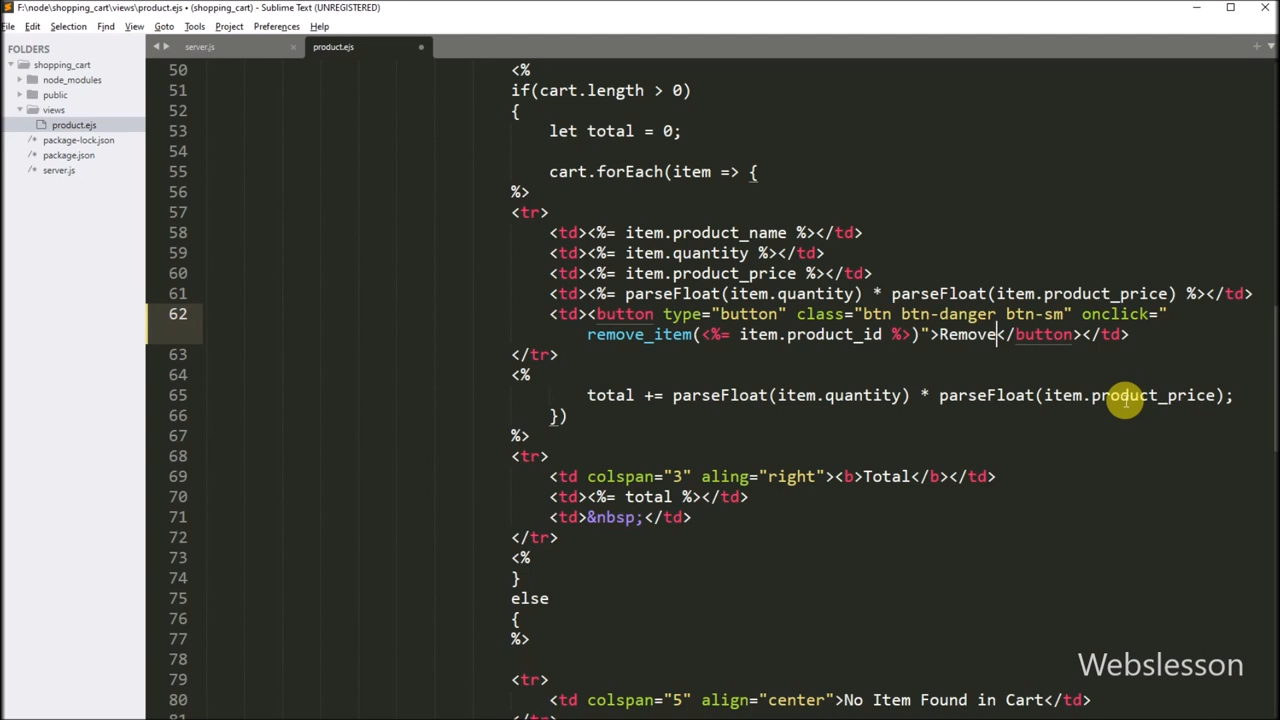 F:\node\shopping_cart\views\product.ejs • (shopping_cart) - Sublime Text (UNREGISTERED)
File Edit Selection Find View Goto Tools Project Preferences Help
FOLDERS
shopping_cart
node_modules
public
views
product.ejs
package-lock.json
package.json
server.js
server.js product.ejs
50 <%
51 if(cart.length > 0)
52 {
53 let total = 0;
54
55 cart.forEach(item => {
56 %>
57 <tr>
58 <td><%= item.product_name %></td>
59 <td><%= item.quantity %></td>
60 <td><%= item.product_price %></td>
61 <td><%= parseFloat(item.quantity) * parseFloat(item.product_price) %></td>
62 <td><button type="button" class="btn btn-danger btn-sm" onclick="
remove_item(<%= item.product_id %>)">Remove</button></td>
63 </tr>
64 <%
65 total += parseFloat(item.quantity) * parseFloat(item.product_price);
66 })
67 %>
68 <tr>
69 <td colspan="3" aling="right"><b>Total</b></td>
70 <td><%= total %></td>
71 <td>&nbsp;</td>
72 </tr>
73 <%
74 }
75 else
76 {
77 %>
78
79 <tr>
80 <td colspan="5" align="center">No Item Found in Cart</td>
81 </tr>
Webslesson